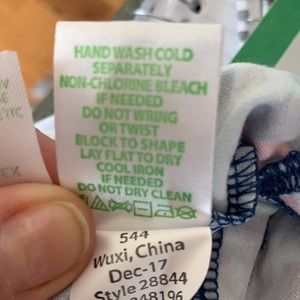 HAND WASH COLD
SEPARATELY
NON-CHLORINE BLEACH
IF NEEDED
DO NOT WRING
OR TWIST
BLOCK TO SHAPE
LAY FLAT TO DRY
COOL IRON
IF NEEDED
DO NOT DRY CLEAN
544
Wuxi, China
Dec-17
Style 28844
48196